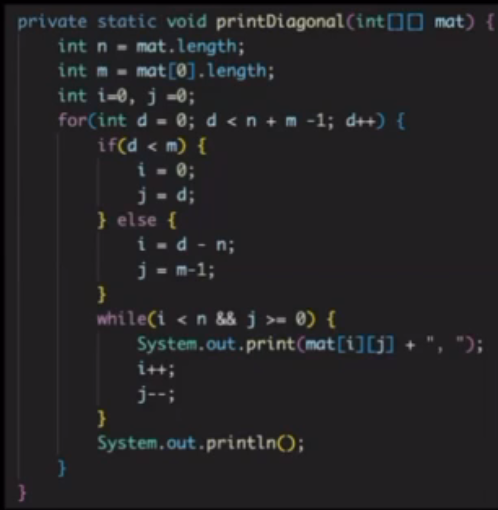 private static void printDiagonal(int[][] mat) {
    int n = mat.length;
    int m = mat[0].length;
    int i=0, j =0;
    for(int d = 0; d < n + m -1; d++) {
        if(d < m) {
            i = 0;
            j = d;
        } else {
            i = d - n;
            j = m-1;
        }
        while(i < n && j >= 0) {
            System.out.print(mat[i][j] + ", ");
            i++;
            j--;
        }
        System.out.println();
    }
}